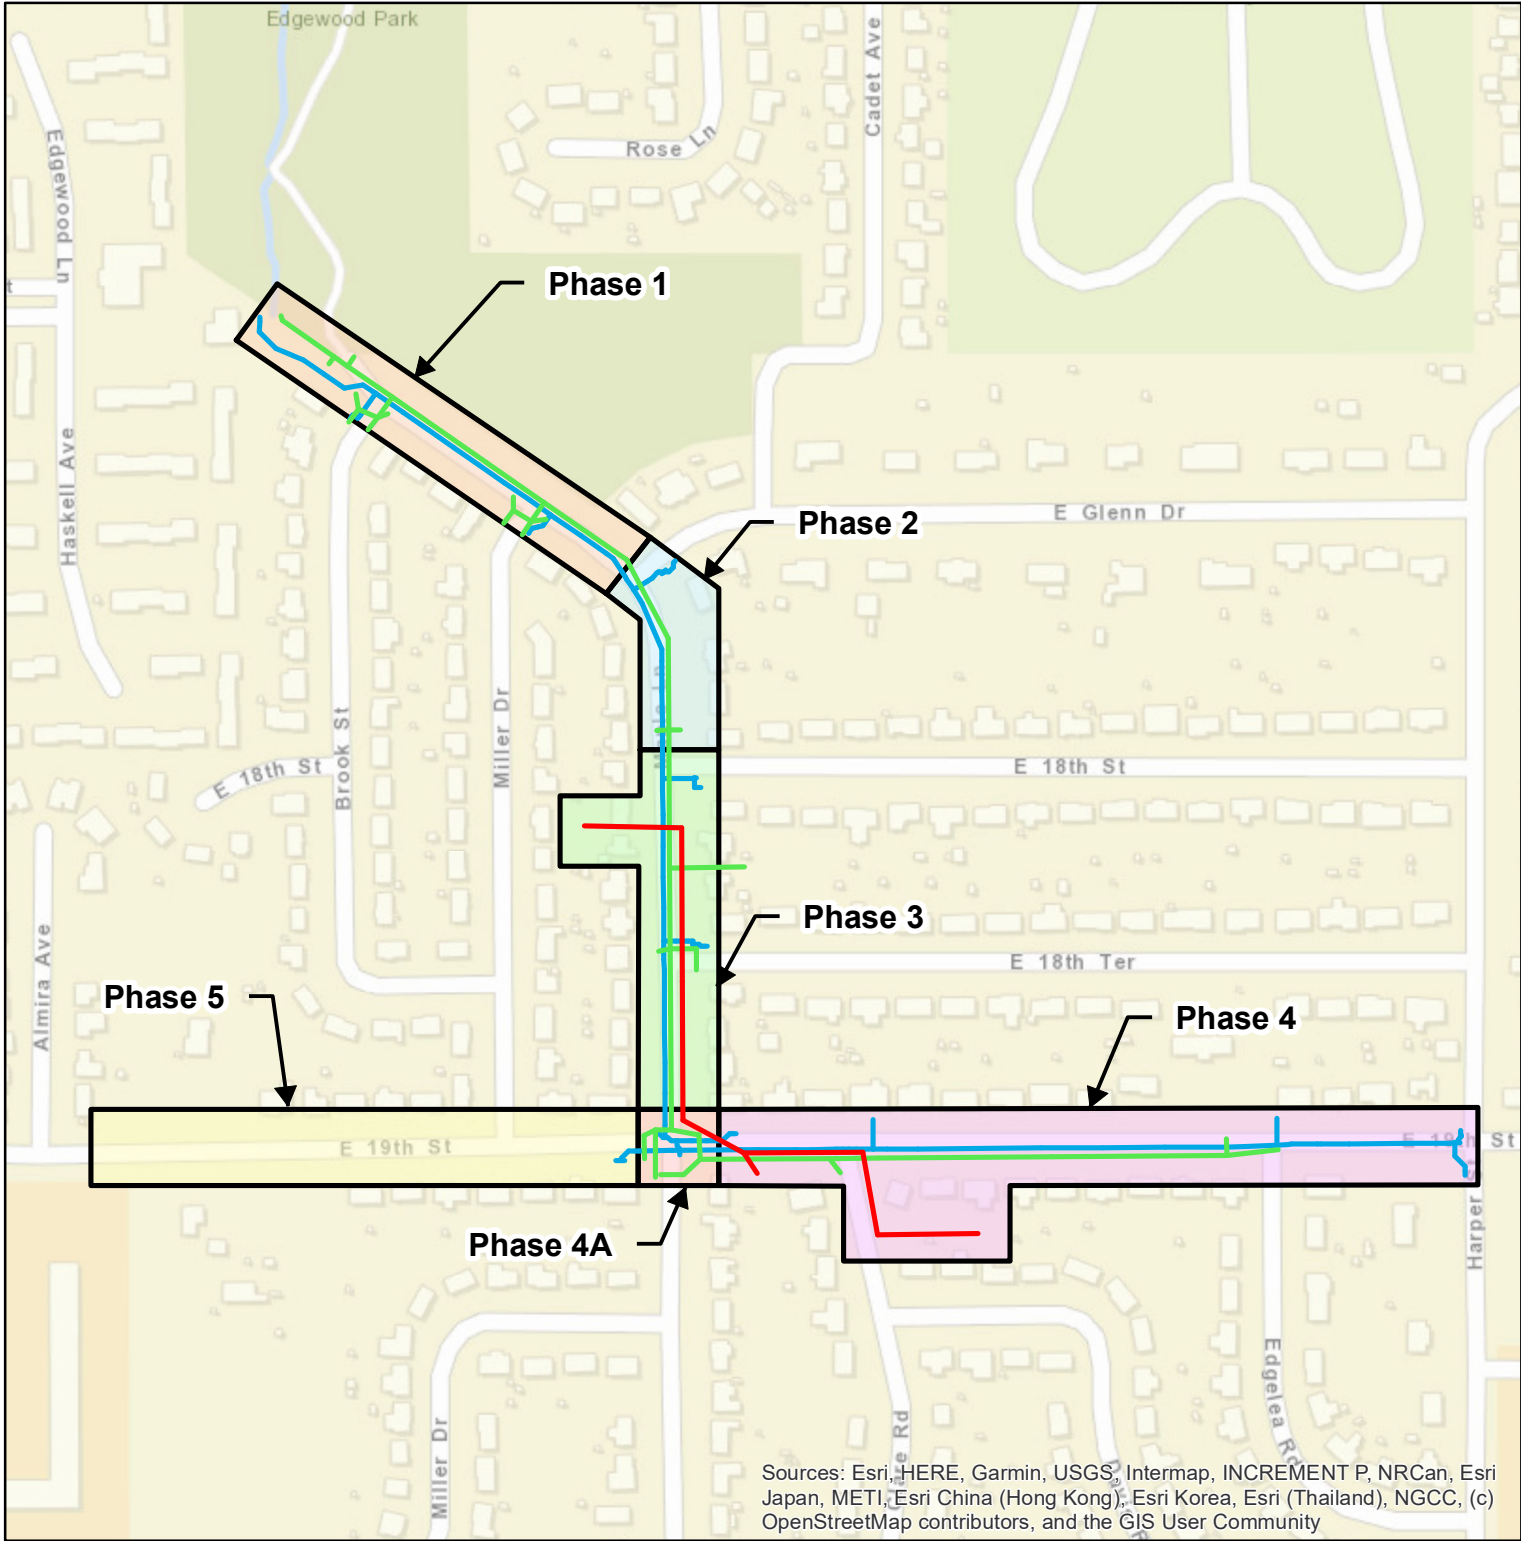 Edgewood Park
Cadet Ave
Rose Ln
Edgewood Ln
t
Phase 1
Haskell Ave
Phase 2
E Glenn Dr
Brook St
Miller Dr
E 18th St
E 18th St
Phase 3
Almira Ave
E 18th Ter
Phase 5
Phase 4
E 19th St
E 19th St
Phase 4A
Harper
Edgelea Rd
Miller Dr
Sources: Esri, HERE, Garmin, USGS, Intermap, INCREMENT P, NRCan, Esri
Japan, METI, Esri China (Hong Kong), Esri Korea, Esri (Thailand), NGCC, (c)
OpenStreetMap contributors, and the GIS User Community